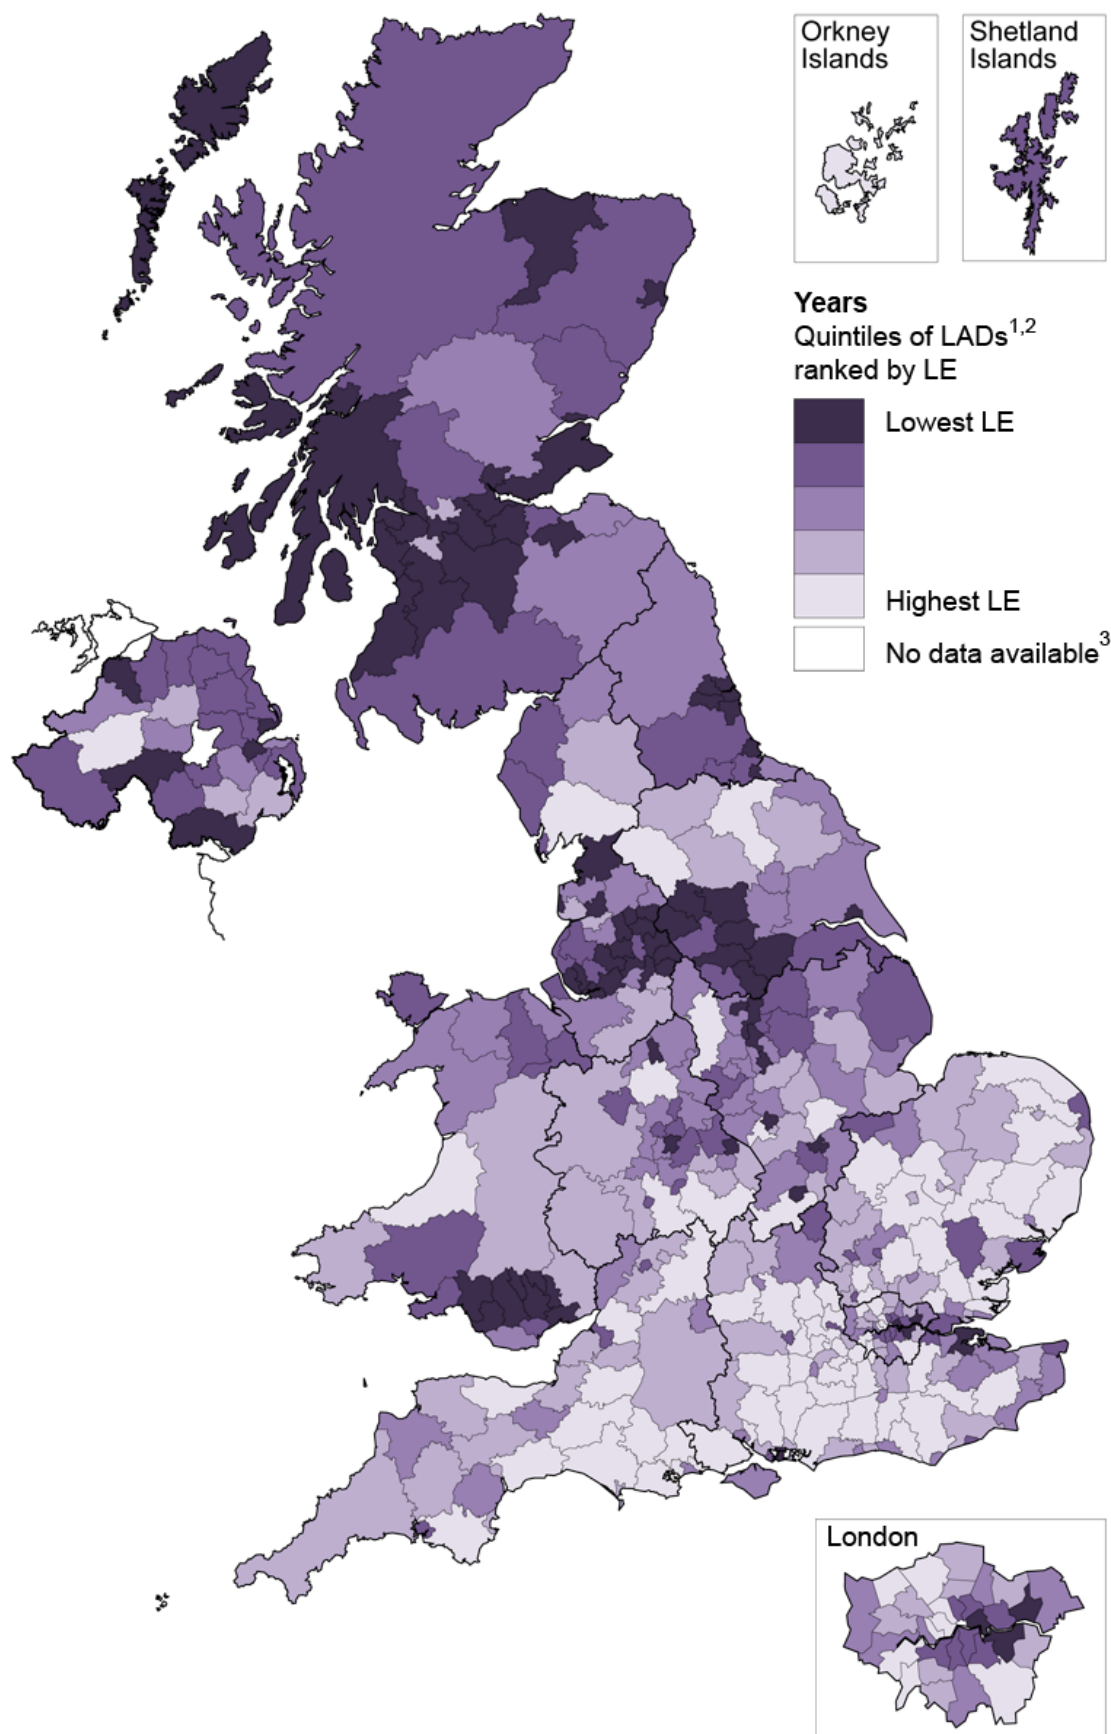 Orkney
Islands
Shetland
Islands
Years
Quintiles of LADs1,2
ranked by LE
Lowest LE
Highest LE
No data available3
London